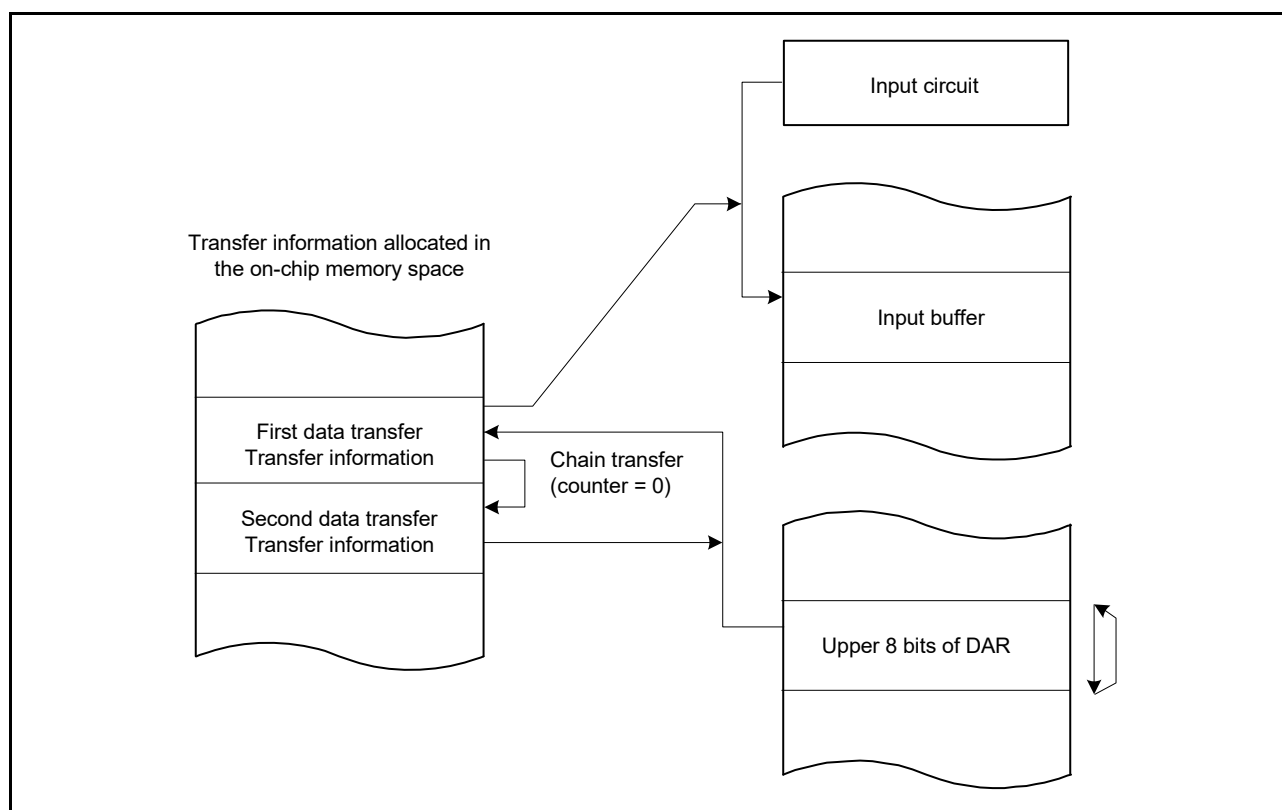 Input circuit
Transfer information allocated in
the on-chip memory space
Input buffer
First data transfer
Transfer information
Chain transfer
(counter = 0)
Second data transfer
Transfer information
Upper 8 bits of DAR